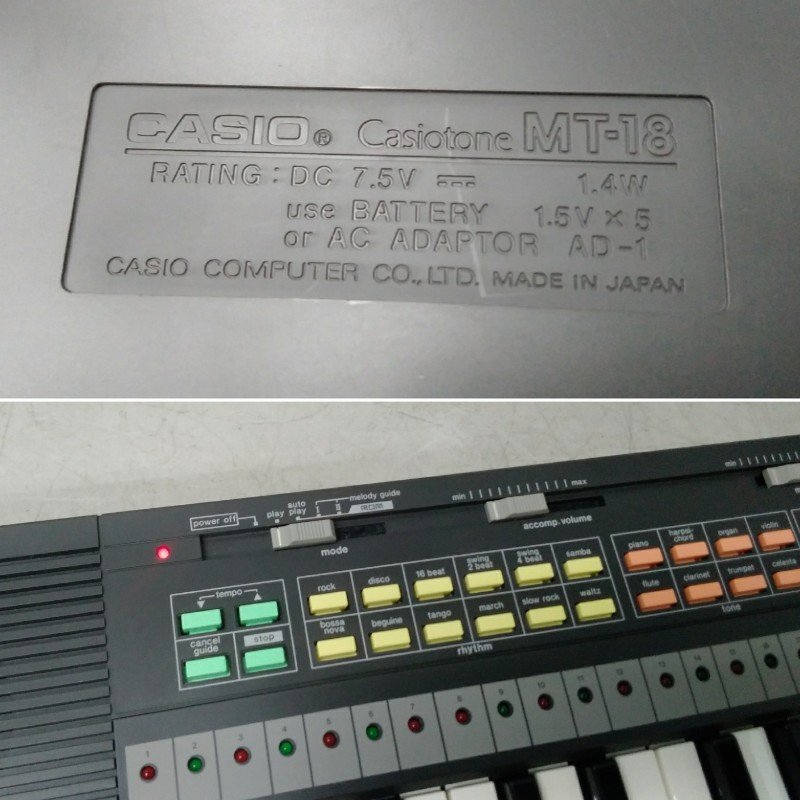 CASIO® Casiotone MT-18
RATING : DC 7.5V 1.4W
use BATTERY 1.5V × 5
or AC ADAPTOR AD-1
CASIO COMPUTER CO., LTD. MADE IN JAPAN
power off
play
auto play
I II
melody guide
mode
min max
accomp. volume
min
tempo
cancel guide
stop
rock disco 16 beat swing 2 beat swing 4 beat samba
bossa nova beguine tango march slow rock waltz
rhythm
piano harpsi-chord organ violin
flute clarinet trumpet celesta
tone
1 2 3 4 5 6 7 8 9 10 11 12 13 14 15 16